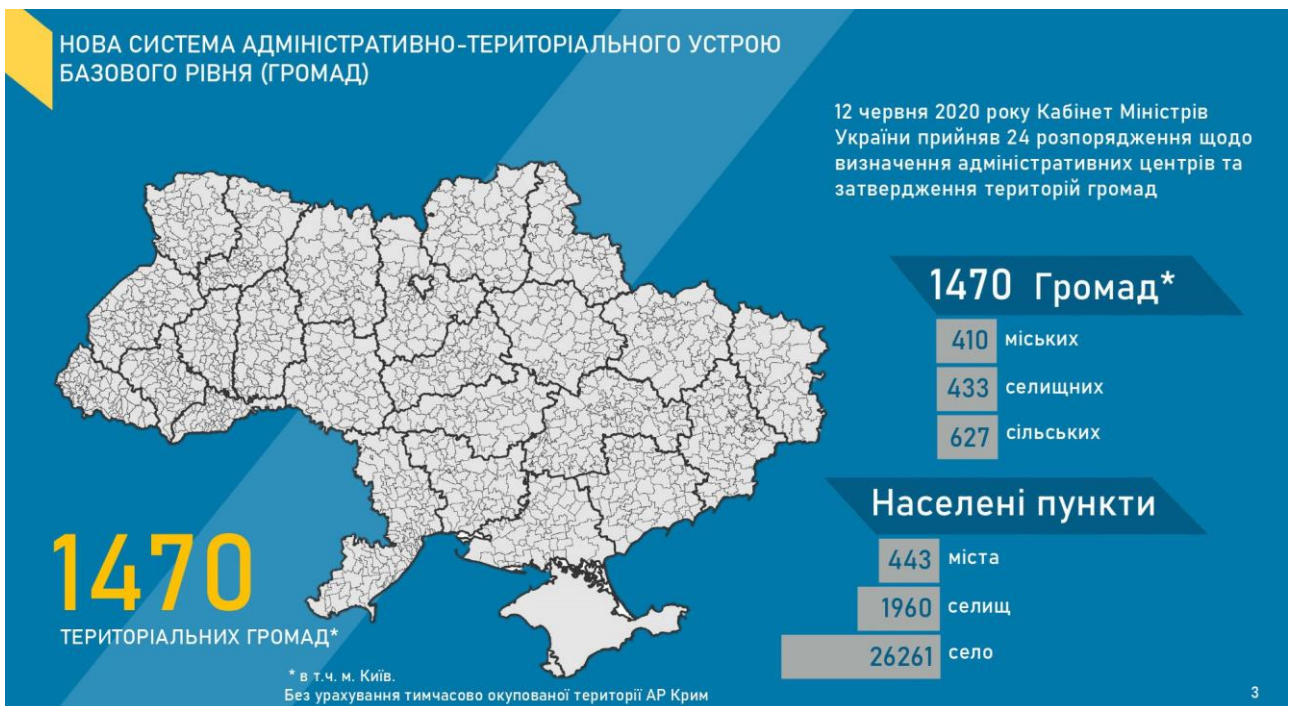 НОВА СИСТЕМА АДМІНІСТРАТИВНО-ТЕРИТОРІАЛЬНОГО УСТРОЮ
БАЗОВОГО РІВНЯ (ГРОМАД)
12 червня 2020 року Кабінет Міністрів
України прийняв 24 розпорядження щодо
визначення адміністративних центрів та
затвердження територій громад
1470 Громад*
410 міських
433 селищних
627 сільських
Населені пункти
443 міста
1960 селищ
26261 село
1470
ТЕРИТОРІАЛЬНИХ ГРОМАД*
* в т.ч. м. Київ.
Без урахування тимчасово окупованої території АР Крим
3